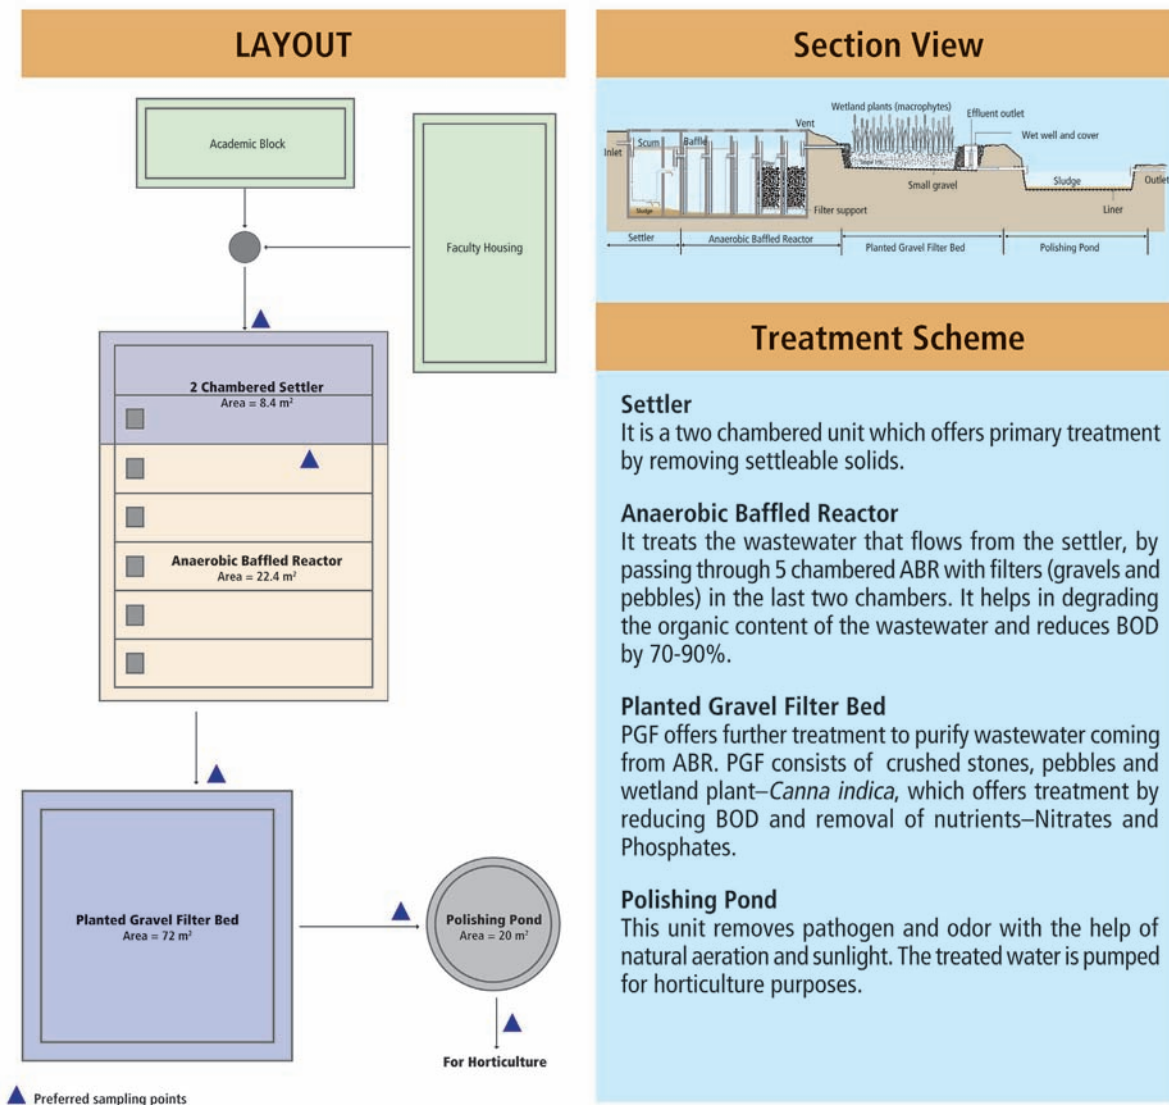 LAYOUT
Academic Block
Faculty Housing
2 Chambered Settler
Area = 8.4 m²
Anaerobic Baffled Reactor
Area = 22.4 m²
Planted Gravel Filter Bed
Area = 72 m²
Polishing Pond
Area = 20 m²
For Horticulture
Preferred sampling points
Section View
Wetland plants (macrophytes)
Effluent outlet
Vent
Wet well and cover
Inlet
Scum
Baffle
Small gravel
Sludge
Outlet
Sludge
Filter support
Liner
Settler
Anaerobic Baffled Reactor
Planted Gravel Filter Bed
Polishing Pond
Treatment Scheme
Settler
It is a two chambered unit which offers primary treatment
by removing settleable solids.
Anaerobic Baffled Reactor
It treats the wastewater that flows from the settler, by
passing through 5 chambered ABR with filters (gravels and
pebbles) in the last two chambers. It helps in degrading
the organic content of the wastewater and reduces BOD
by 70-90%.
Planted Gravel Filter Bed
PGF offers further treatment to purify wastewater coming
from ABR. PGF consists of crushed stones, pebbles and
wetland plant–Canna indica, which offers treatment by
reducing BOD and removal of nutrients–Nitrates and
Phosphates.
Polishing Pond
This unit removes pathogen and odor with the help of
natural aeration and sunlight. The treated water is pumped
for horticulture purposes.